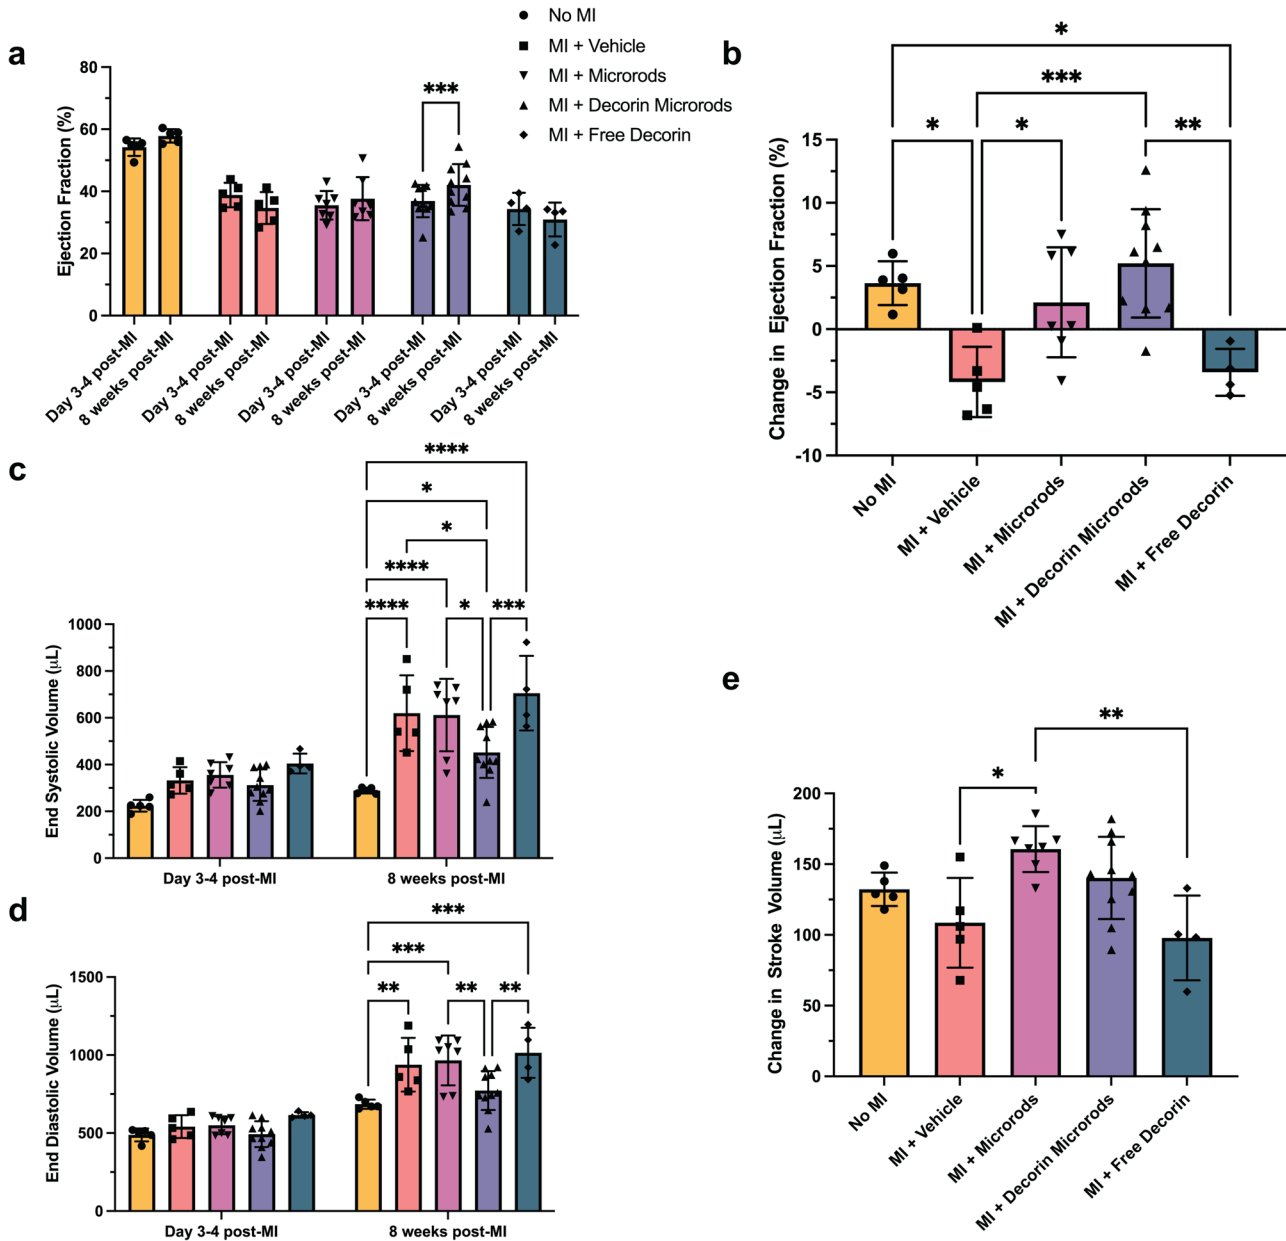 a
No MI
MI + Vehicle
MI + Microrods
MI + Decorin Microrods
MI + Free Decorin
Ejection Fraction (%)
80
60
40
20
0
***
Day 3-4 post-MI
8 weeks post-MI
Day 3-4 post-MI
8 weeks post-MI
Day 3-4 post-MI
8 weeks post-MI
Day 3-4 post-MI
8 weeks post-MI
Day 3-4 post-MI
8 weeks post-MI
b
*
***
*
*
**
Change in Ejection Fraction (%)
15
10
5
0
-5
-10
No MI
MI + Vehicle
MI + Microrods
MI + Decorin Microrods
MI + Free Decorin
c
****
*
*
****
****
*
***
End Systolic Volume (μL)
1000
800
600
400
200
0
Day 3-4 post-MI
8 weeks post-MI
d
***
***
**
**
**
End Diastolic Volume (μL)
1500
1000
500
0
Day 3-4 post-MI
8 weeks post-MI
e
**
*
Change in Stroke Volume (μL)
200
150
100
50
0
No MI
MI + Vehicle
MI + Microrods
MI + Decorin Microrods
MI + Free Decorin